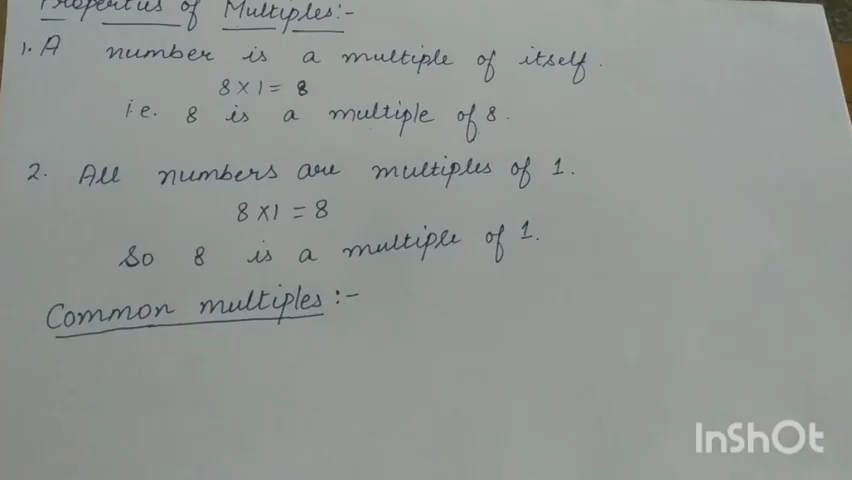 Properties of Multiples:-
1. A number is a multiple of itself.
8 × 1 = 8
i.e. 8 is a multiple of 8.
2. All numbers are multiples of 1.
8 × 1 = 8
So 8 is a multiple of 1.
Common multiples:-
InShOt